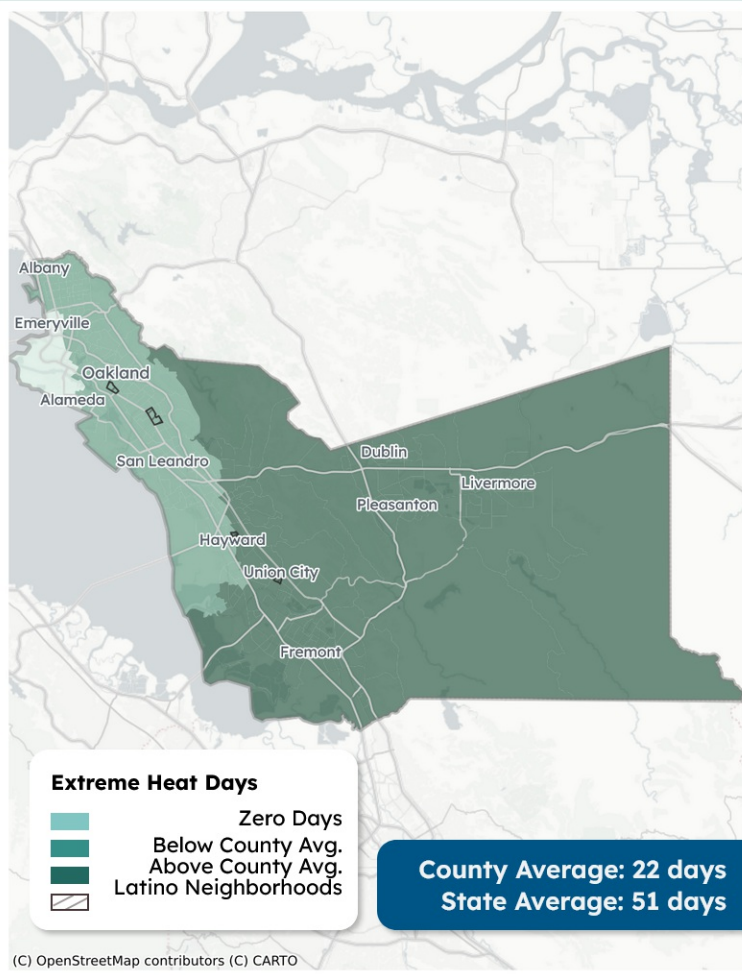 Albany
Emeryville
Oakland
Alameda
San Leandro
Dublin
Livermore
Pleasanton
Hayward
Union City
Fremont
Extreme Heat Days
Zero Days
Below County Avg.
Above County Avg.
Latino Neighborhoods
County Average: 22 days
State Average: 51 days
(C) OpenStreetMap contributors (C) CARTO